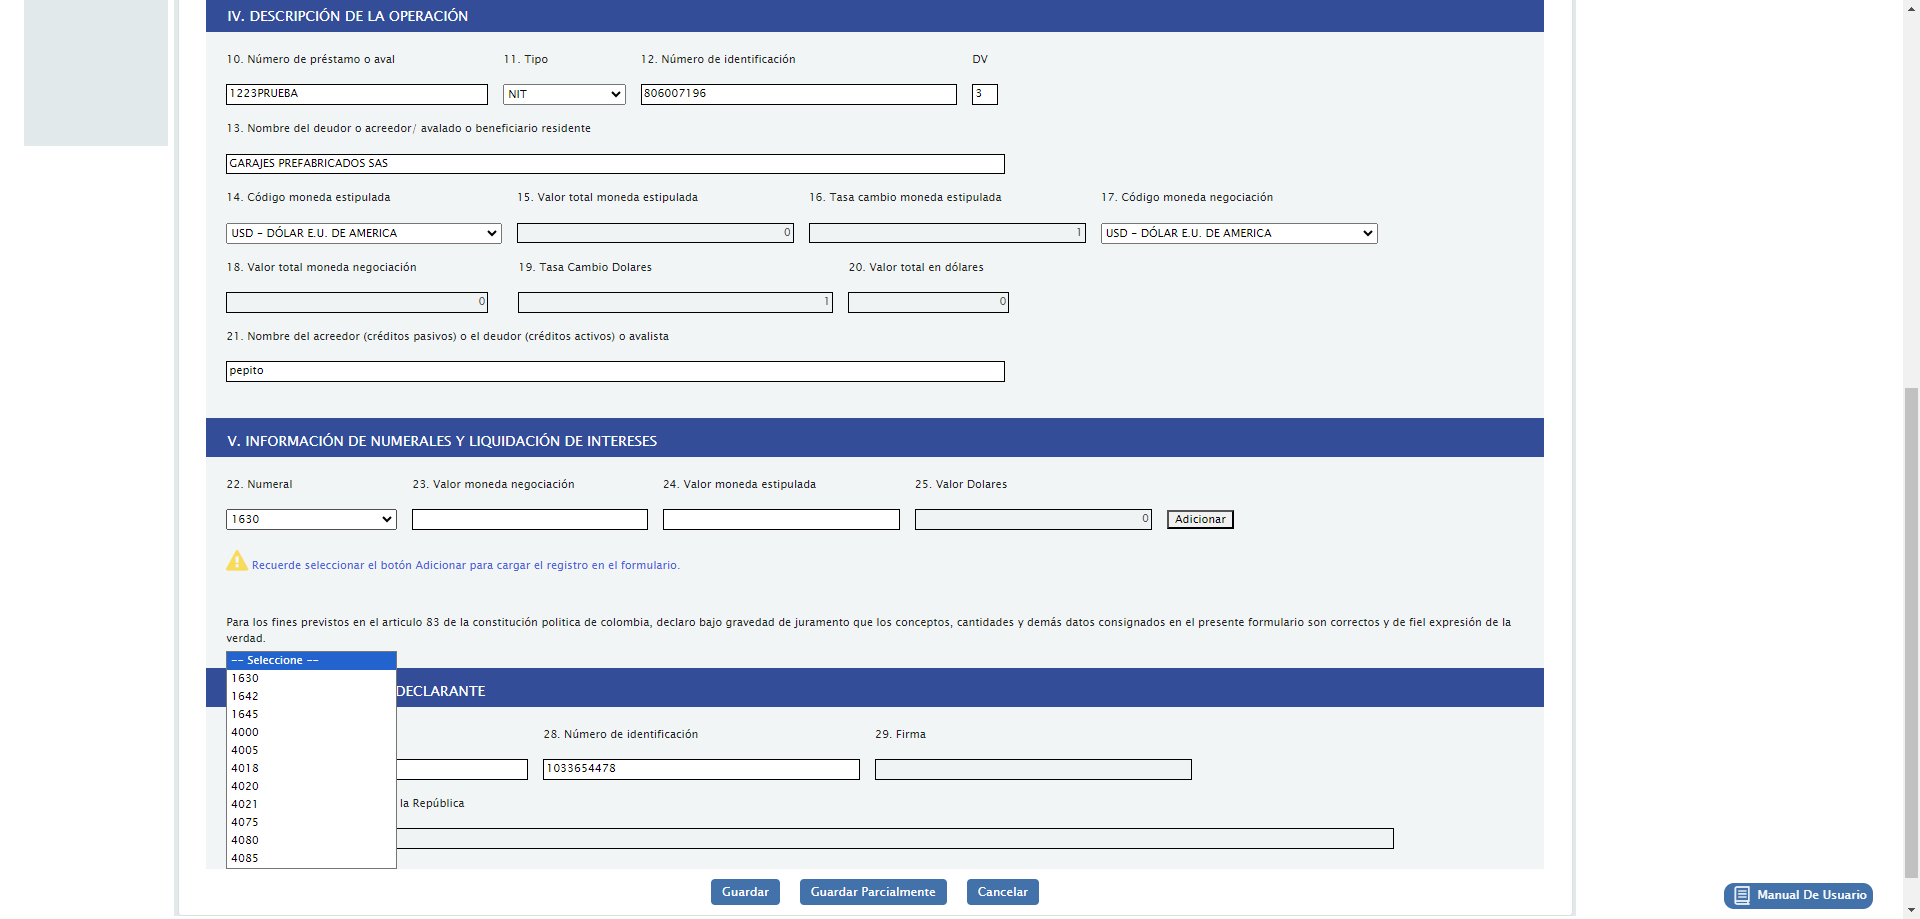 IV. DESCRIPCIÓN DE LA OPERACIÓN
10. Número de préstamo o aval 11. Tipo 12. Número de identificación DV
1223PRUEBA NIT 806007196 3
13. Nombre del deudor o acreedor/ avalado o beneficiario residente
GARAJES PREFABRICADOS SAS
14. Código moneda estipulada 15. Valor total moneda estipulada 16. Tasa cambio moneda estipulada 17. Código moneda negociación
USD - DÓLAR E.U. DE AMERICA 0 1 USD - DÓLAR E.U. DE AMERICA
18. Valor total moneda negociación 19. Tasa Cambio Dolares 20. Valor total en dólares
0 1 0
21. Nombre del acreedor (créditos pasivos) o el deudor (créditos activos) o avalista
pepito
V. INFORMACIÓN DE NUMERALES Y LIQUIDACIÓN DE INTERESES
22. Numeral 23. Valor moneda negociación 24. Valor moneda estipulada 25. Valor Dolares
1630 0 Adicionar
Recuerde seleccionar el botón Adicionar para cargar el registro en el formulario.
Para los fines previstos en el articulo 83 de la constitución politica de colombia, declaro bajo gravedad de juramento que los conceptos, cantidades y demás datos consignados en el presente formulario son correctos y de fiel expresión de la
verdad.
-- Seleccione --
1630
1642
1645
4000
4005
4018
4020
4021
4075
4080
4085
DECLARANTE
28. Número de identificación 29. Firma
1033654478
la República
Guardar Guardar Parcialmente Cancelar
Manual De Usuario